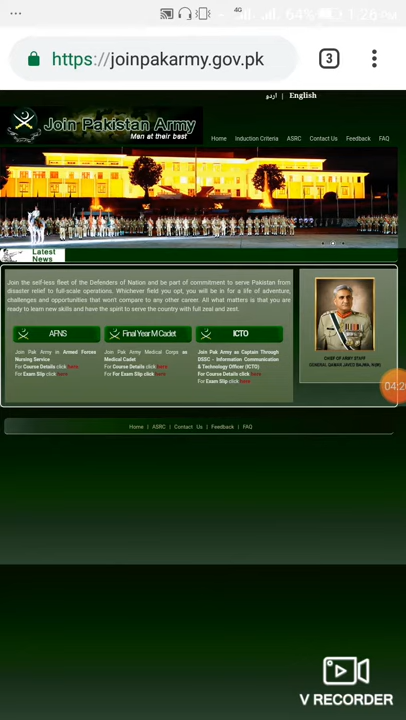 4G 64% 1:26 PM
https://joinpakarmy.gov.pk
3
اردو | English
Join Pakistan Army
Men at their best
Home Induction Criteria ASRC Contact Us Feedback FAQ
Latest
News
Join the self-less fleet of the Defenders of Nation and be part of commitment to serve Pakistan from
disaster relief to full-scale operations. Whichever field you opt, you will be in for a life of adventure,
challenges and opportunities that won't compare to any other career. All what matters is that you are
ready to learn new skills and have the spirit to serve the country with full zeal and zest.
AFNS
Join Pak Army in Armed Forces
Nursing Service
For Course Details click here
For Exam Slip click here
Final Year M Cadet
Join Pak Army Medical Corps as
Medical Cadet
For Course Details click here
For For Exam Slip click here
ICTO
Join Pak Army as Captain Through
DSSC - Information Communication
& Technology Officer (ICTO)
For Course Details click here
For Exam Slip click here
CHIEF OF ARMY STAFF
GENERAL QAMAR JAVED BAJWA, NI(M)
04:2
Home | ASRC | Contact Us | Feedback | FAQ
V RECORDER